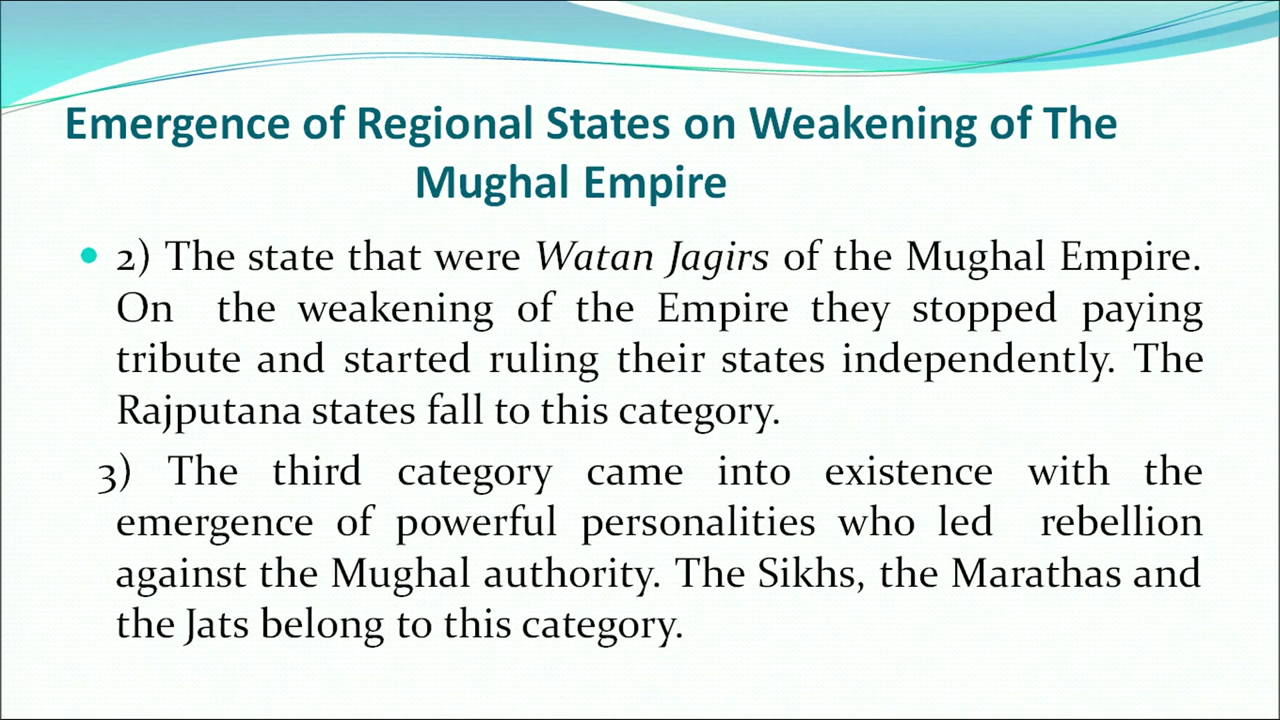 Emergence of Regional States on Weakening of The
Mughal Empire
• 2) The state that were Watan Jagirs of the Mughal Empire.
On the weakening of the Empire they stopped paying
tribute and started ruling their states independently. The
Rajputana states fall to this category.
3) The third category came into existence with the
emergence of powerful personalities who led rebellion
against the Mughal authority. The Sikhs, the Marathas and
the Jats belong to this category.